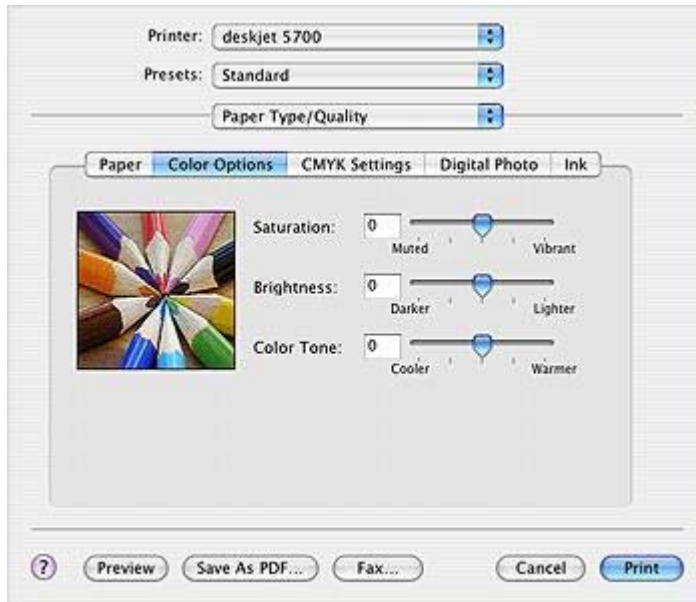 Printer: deskjet 5700
Presets: Standard
Paper Type/Quality
Paper Color Options CMYK Settings Digital Photo Ink
Saturation: 0
Muted Vibrant
Brightness: 0
Darker Lighter
Color Tone: 0
Cooler Warmer
? Preview Save As PDF... Fax... Cancel Print